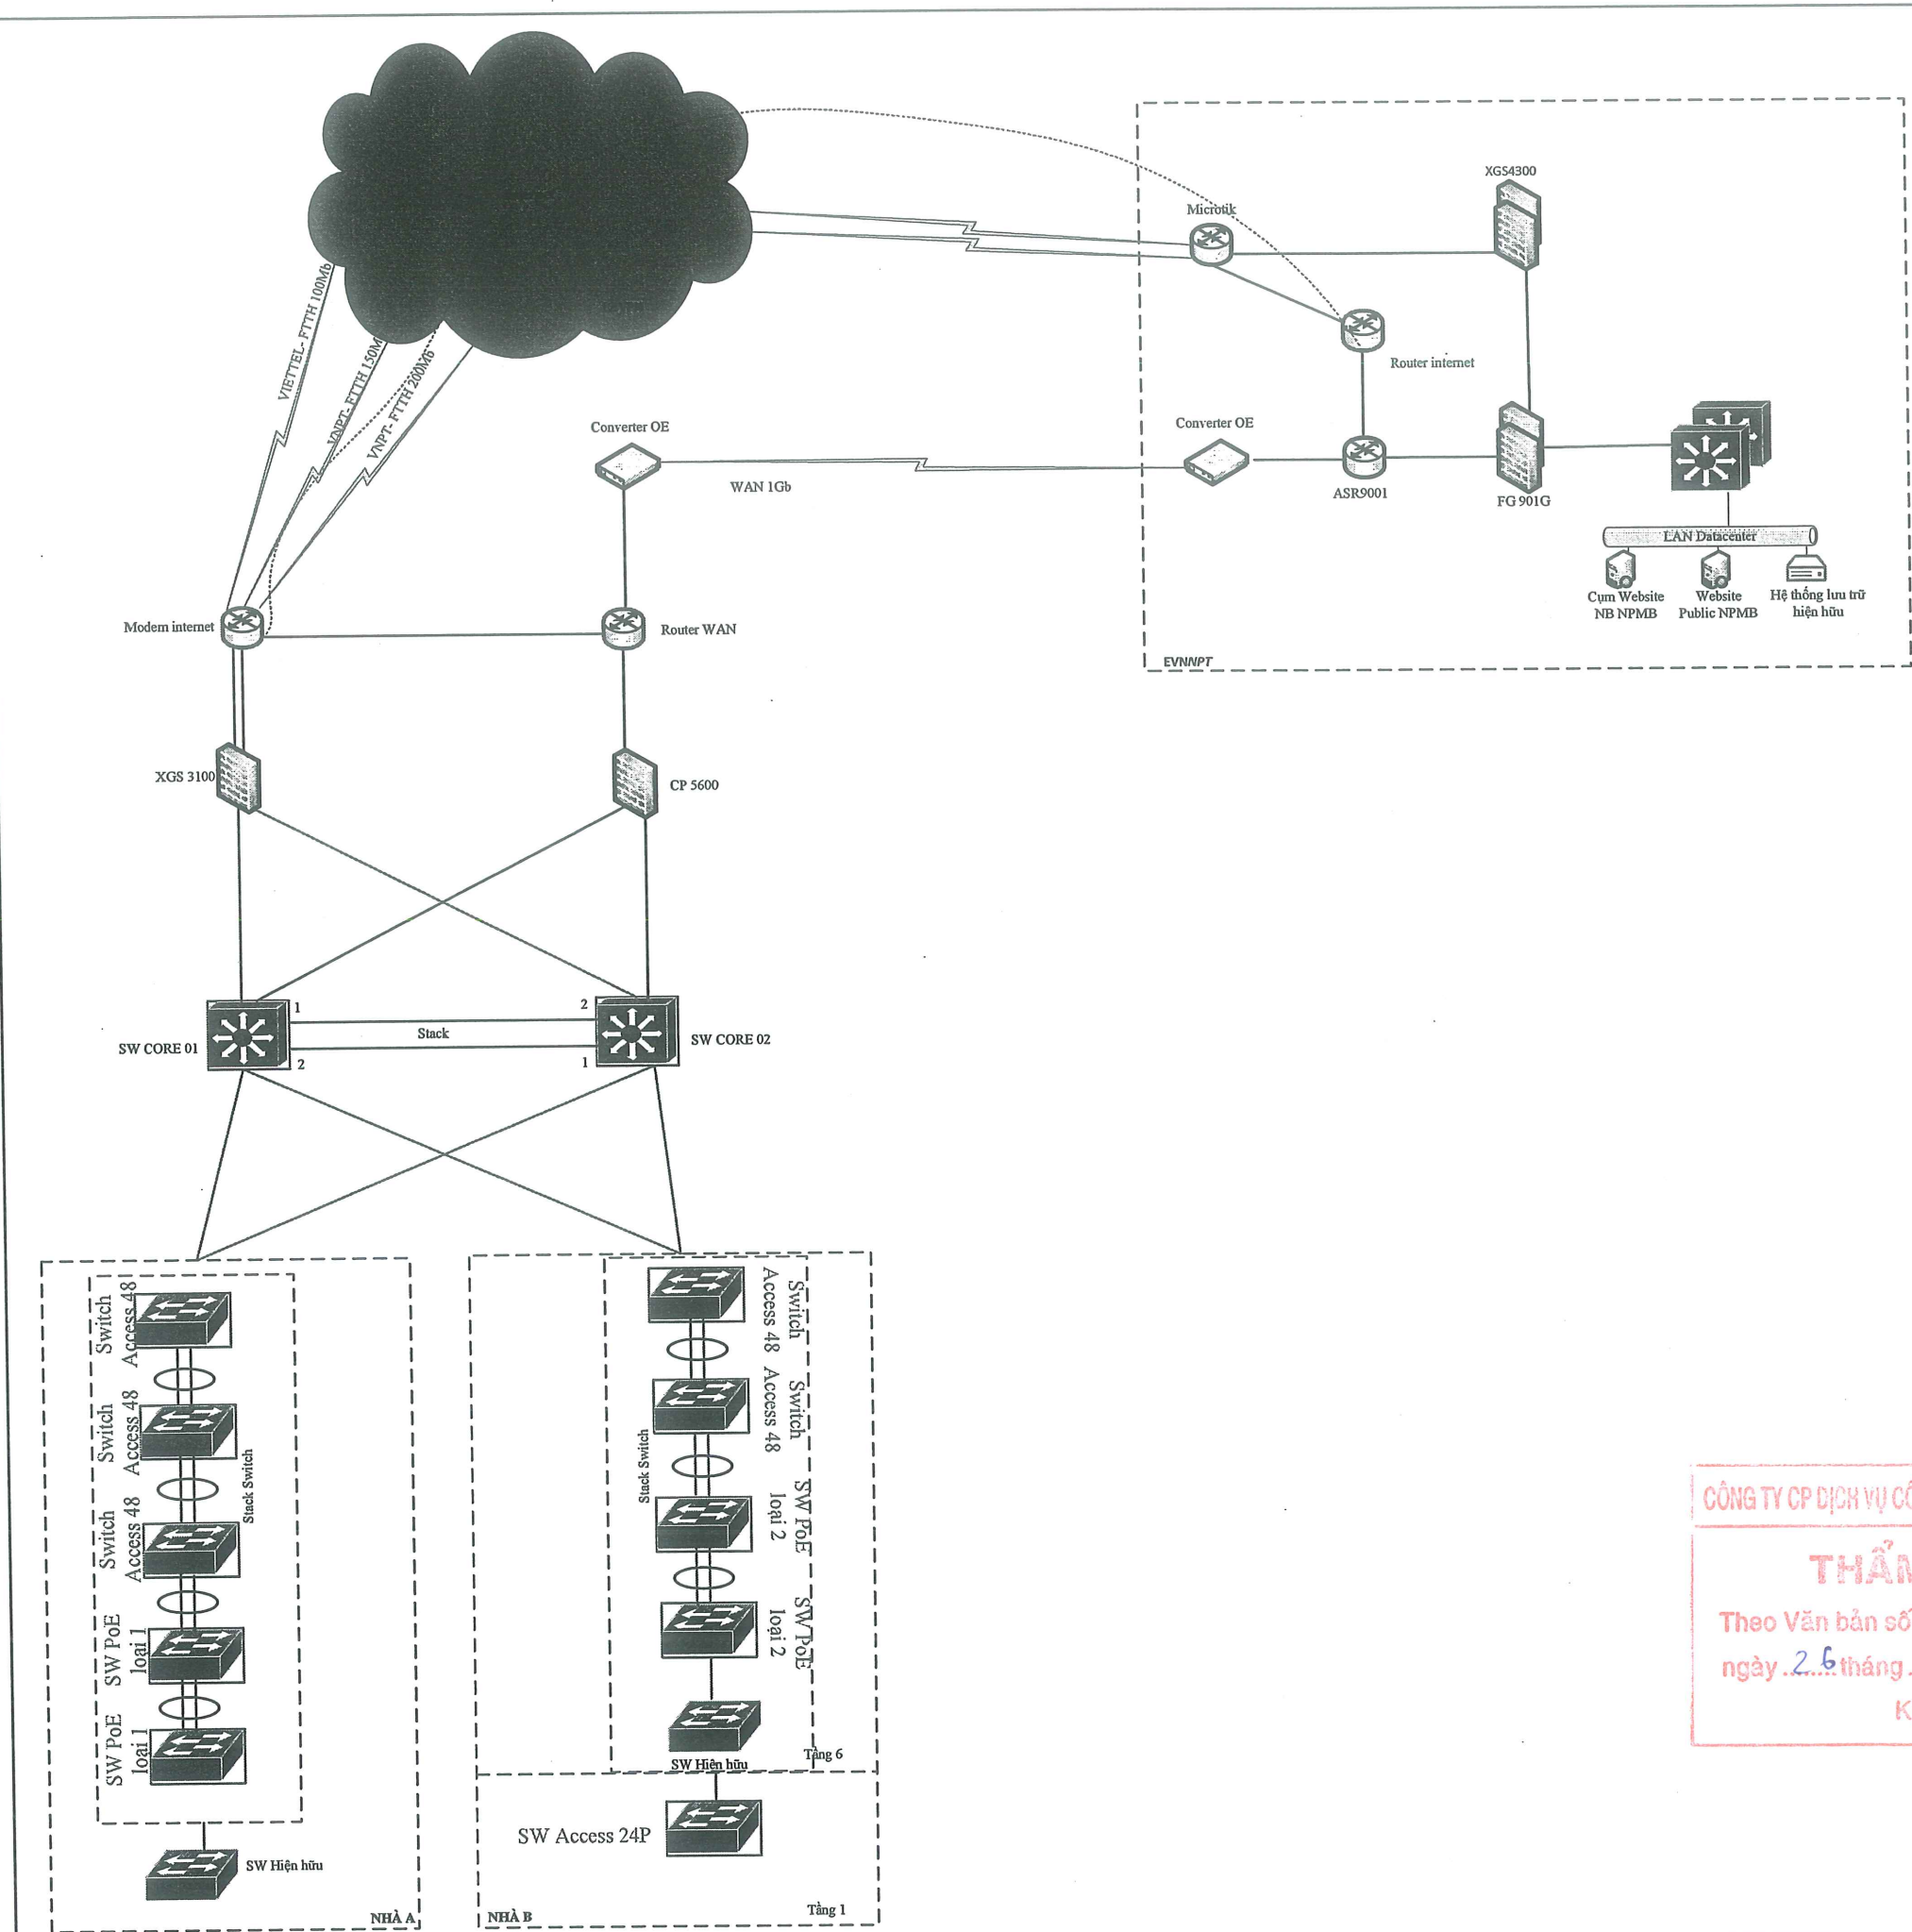 XGS4300
Microtik
Router internet
Converter OE
ASR9001
FG 901G
LAN Datacenter
Cụm Website
NB NPMB
Website
Public NPMB
Hệ thống lưu trữ
hiện hữu
EVNNPT
VIETTEL- FTTH 100Mb
VNPT- FTTH 150M
VNPT- FTTH 200Mb
Converter OE
WAN 1Gb
Modem internet
Router WAN
XGS 3100
CP 5600
1
2
Stack
SW CORE 01
SW CORE 02
2
1
Switch
Access 48
Switch
Access 48
Switch
Access 48
SW PoE
loại 1
SW PoE
loại 1
Stack Switch
SW Hiện hữu
NHÀ A
Switch
Access 48
Switch
Access 48
SW PoE
loại 2
SW PoE
loại 2
Stack Switch
SW Hiện hữu
Tầng 6
SW Access 24P
NHÀ B
Tầng 1
CÔNG TY CP DỊCH VỤ
Theo Văn bản số
ngày 26 tháng
K